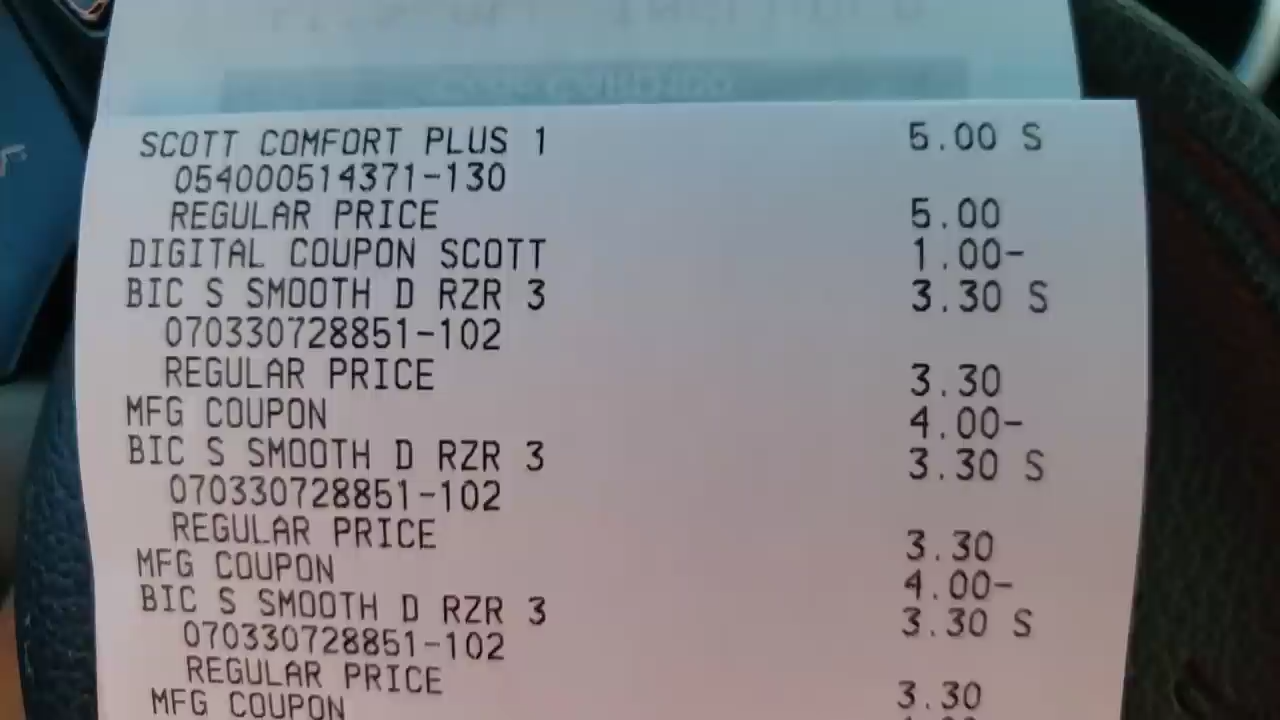 SCOTT COMFORT PLUS 1 5.00 S
054000514371-130
REGULAR PRICE 5.00
DIGITAL COUPON SCOTT 1.00-
BIC S SMOOTH D RZR 3 3.30 S
070330728851-102
REGULAR PRICE 3.30
MFG COUPON 4.00-
BIC S SMOOTH D RZR 3 3.30 S
070330728851-102
REGULAR PRICE 3.30
MFG COUPON 4.00-
BIC S SMOOTH D RZR 3 3.30 S
070330728851-102
REGULAR PRICE 3.30
MFG COUPON